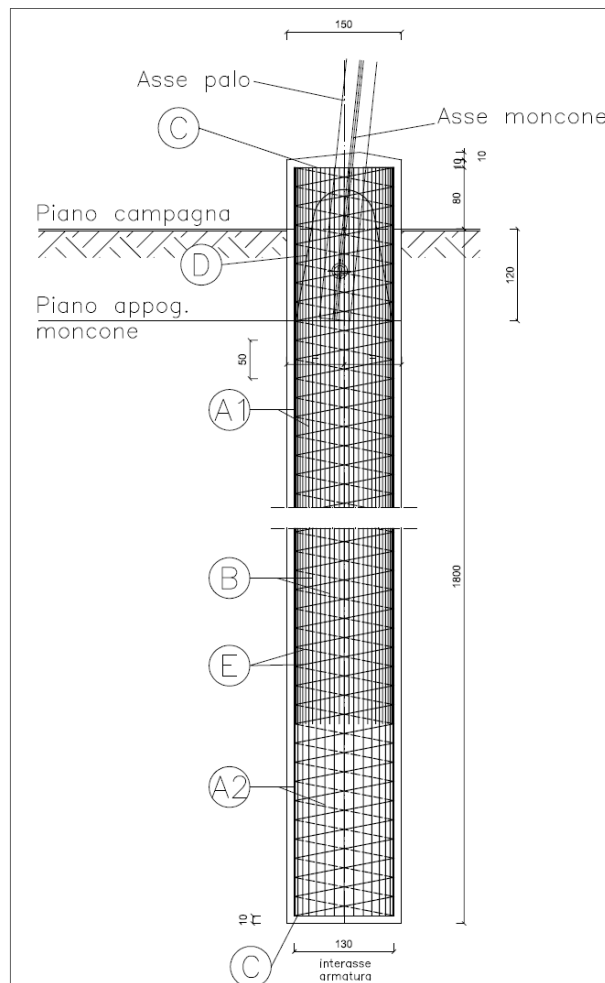 150
Asse palo
C
Asse moncone
10
10
80
Piano campagna
D
120
Piano appog.
moncone
50
A1
B
1800
E
A2
10
130
C
interasse
armatura